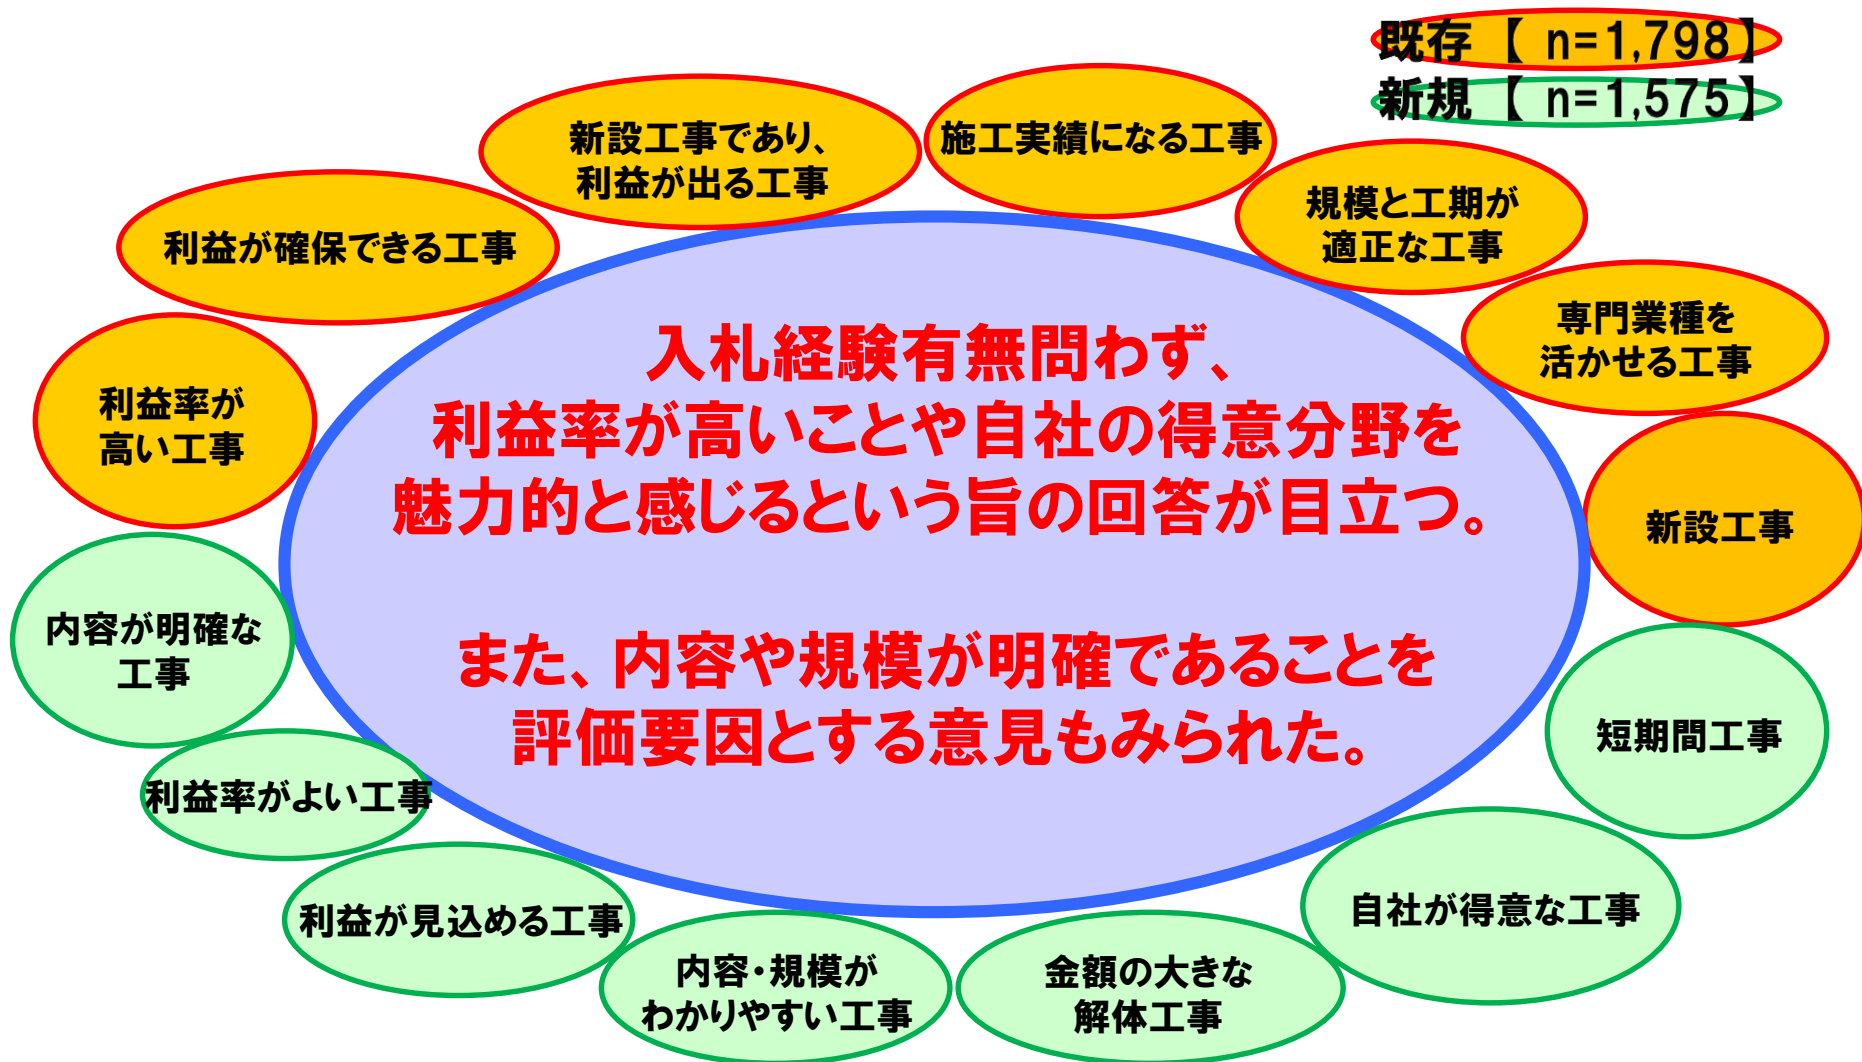 既存【 n=1,798】
新規【 n=1,575】
新設工事であり、
利益が出る工事
施工実績になる工事
規模と工期が
適正な工事
利益が確保できる工事
専門業種を
活かせる工事
利益率が
高い工事
新設工事
入札経験有無問わず、
利益率が高いことや自社の得意分野を
魅力的と感じるという旨の回答が目立つ。
また、内容や規模が明確であることを
評価要因とする意見もみられた。
内容が明確な
工事
短期間工事
利益率がよい工事
自社が得意な工事
利益が見込める工事
内容・規模が
わかりやすい工事
金額の大きな
解体工事